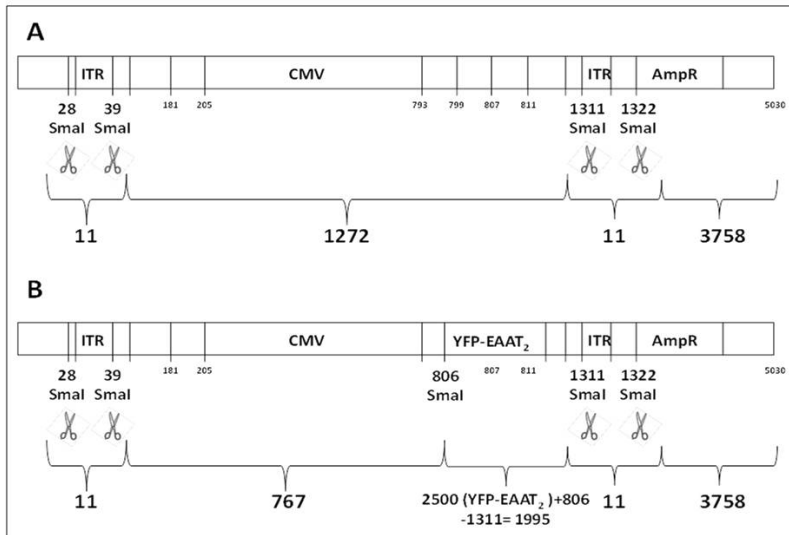 A
ITR CMV ITR AmpR
181 205 793 799 807 811 5030
28 39 1311 1322
SmaI SmaI SmaI SmaI
11 1272 11 3758
B
ITR CMV YFP-EAAT₂ ITR AmpR
181 205 807 811 5030
28 39 806 1311 1322
SmaI SmaI SmaI SmaI SmaI
11 767 2500 (YFP-EAAT₂ )+806 11 3758
-1311= 1995